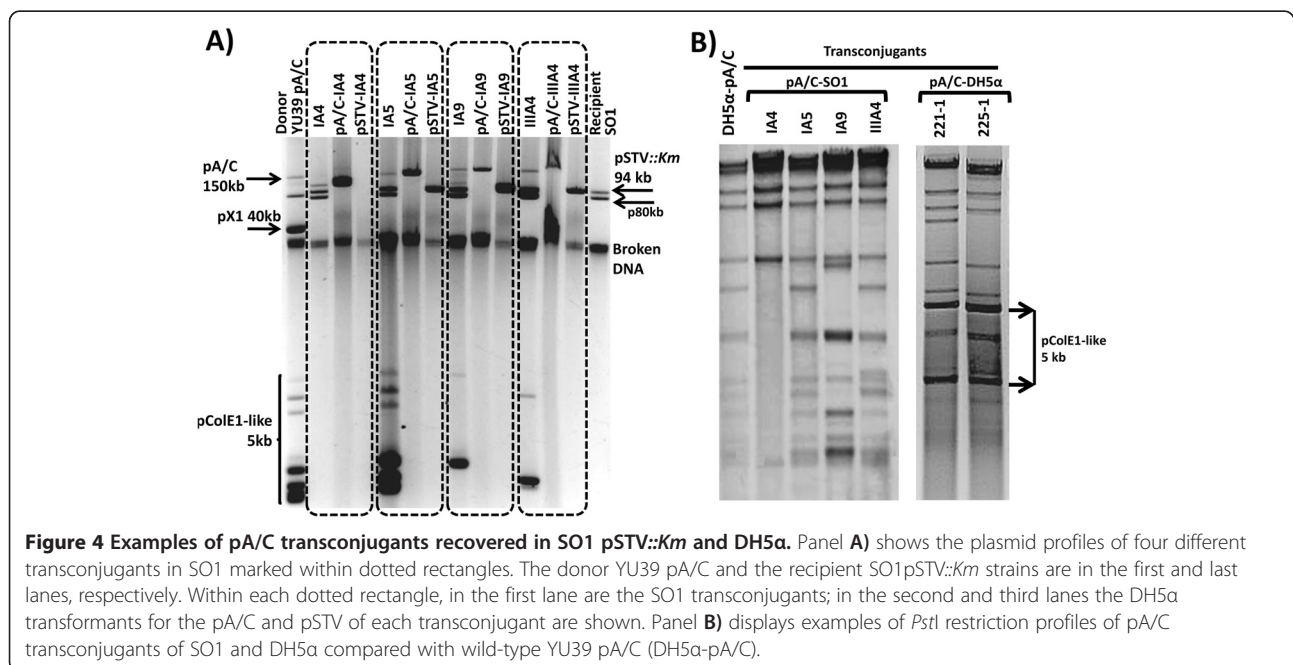 A)
Donor
YU39 pA/C
IA4
pA/C-IA4
pSTV-IA4
IA5
pA/C-IA5
pSTV-IA5
IA9
pA/C-IA9
pSTV-IA9
IIIA4
pA/C-IIIA4
pSTV-IIIA4
Recipient
SO1
pA/C
150kb
pX1 40kb
pColE1-like
5kb
pSTV::Km
94 kb
p80kb
Broken
DNA
B)
Transconjugants
DH5α-pA/C
pA/C-SO1
IA4
IA5
IA9
IIIA4
pA/C-DH5α
221-1
225-1
pColE1-like
5 kb
Figure 4 Examples of pA/C transconjugants recovered in SO1 pSTV::Km and DH5α. Panel A) shows the plasmid profiles of four different
transconjugants in SO1 marked within dotted rectangles. The donor YU39 pA/C and the recipient SO1pSTV::Km strains are in the first and last
lanes, respectively. Within each dotted rectangle, in the first lane are the SO1 transconjugants; in the second and third lanes the DH5α
transformants for the pA/C and pSTV of each transconjugant are shown. Panel B) displays examples of PstI restriction profiles of pA/C
transconjugants of SO1 and DH5α compared with wild-type YU39 pA/C (DH5α-pA/C).